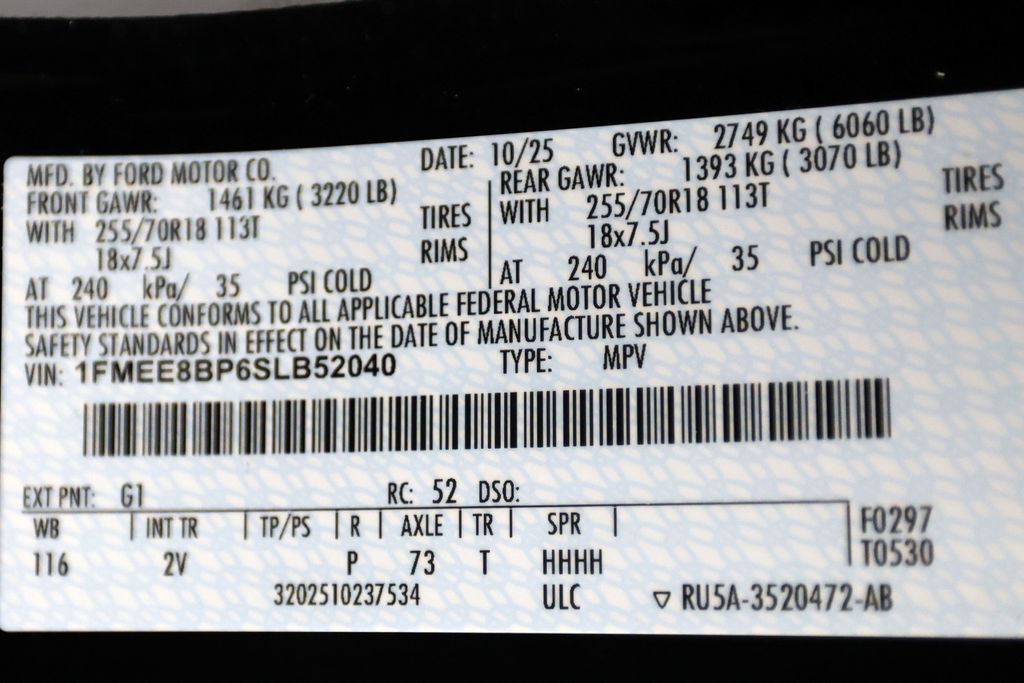 MFD. BY FORD MOTOR CO. DATE: 10/25 GVWR: 2749 KG ( 6060 LB)
FRONT GAWR: 1461 KG ( 3220 LB) REAR GAWR: 1393 KG ( 3070 LB)
WITH 255/70R18 113T TIRES WITH 255/70R18 113T TIRES
18x7.5J RIMS 18x7.5J RIMS
AT 240 kPa/ 35 PSI COLD AT 240 kPa/ 35 PSI COLD
THIS VEHICLE CONFORMS TO ALL APPLICABLE FEDERAL MOTOR VEHICLE
SAFETY STANDARDS IN EFFECT ON THE DATE OF MANUFACTURE SHOWN ABOVE.
VIN: 1FMEE8BP6SLB52040 TYPE: MPV
EXT PNT: G1 RC: 52 DSO:
WB INT TR TP/PS R AXLE TR SPR F0297
116 2V P 73 T HHHH T0530
3202510237534 ULC ▽ RU5A-3520472-AB